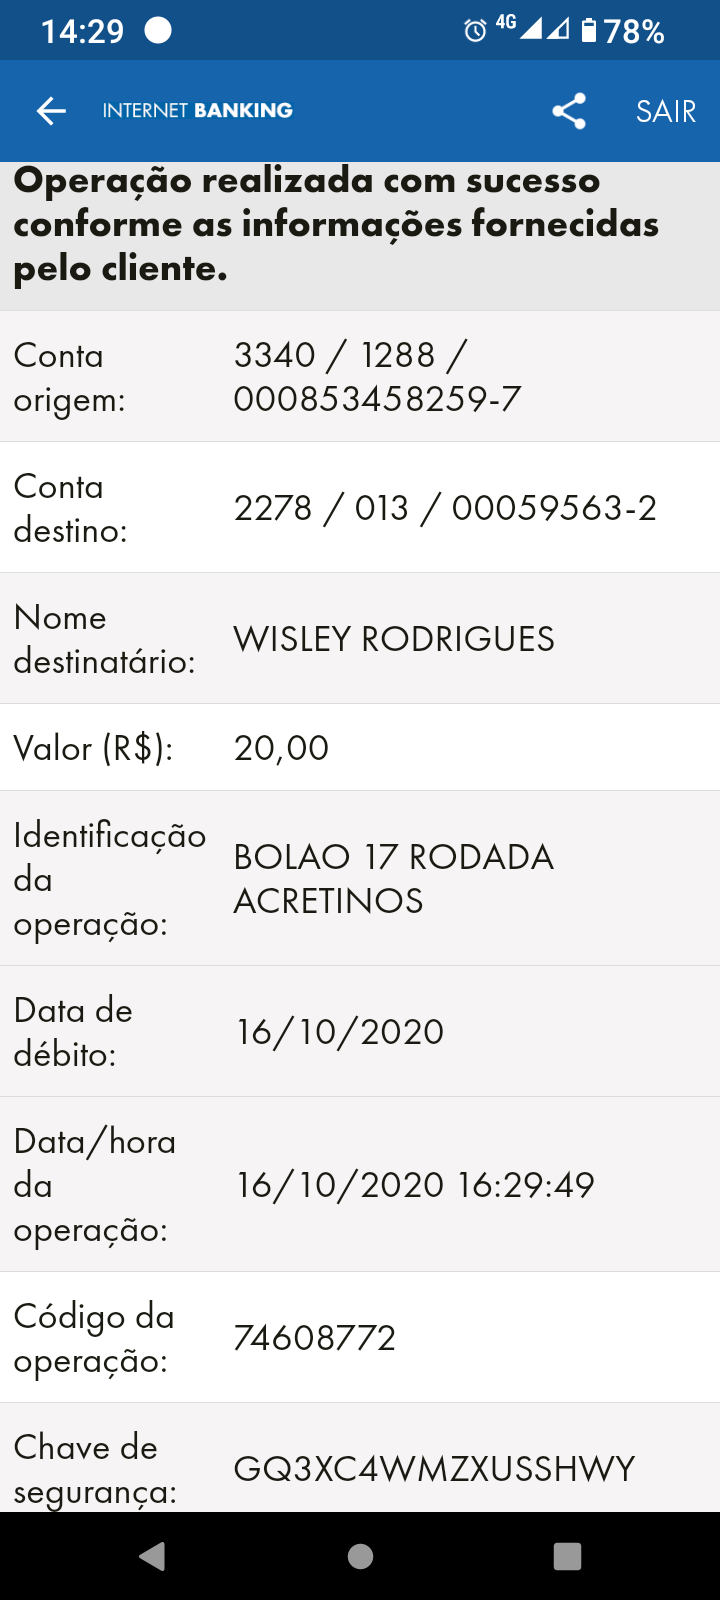 14:29 4G 78%
INTERNET BANKING SAIR
Operação realizada com sucesso
conforme as informações fornecidas
pelo cliente.
Conta 3340 / 1288 /
origem: 000853458259-7
Conta
destino: 2278 / 013 / 00059563-2
Nome
destinatário: WISLEY RODRIGUES
Valor (R$): 20,00
Identificação
da
operação: BOLAO 17 RODADA
ACRETINOS
Data de
débito: 16/10/2020
Data/hora
da
operação: 16/10/2020 16:29:49
Código da
operação: 74608772
Chave de
segurança: GQ3XC4WMZXUSSHWY